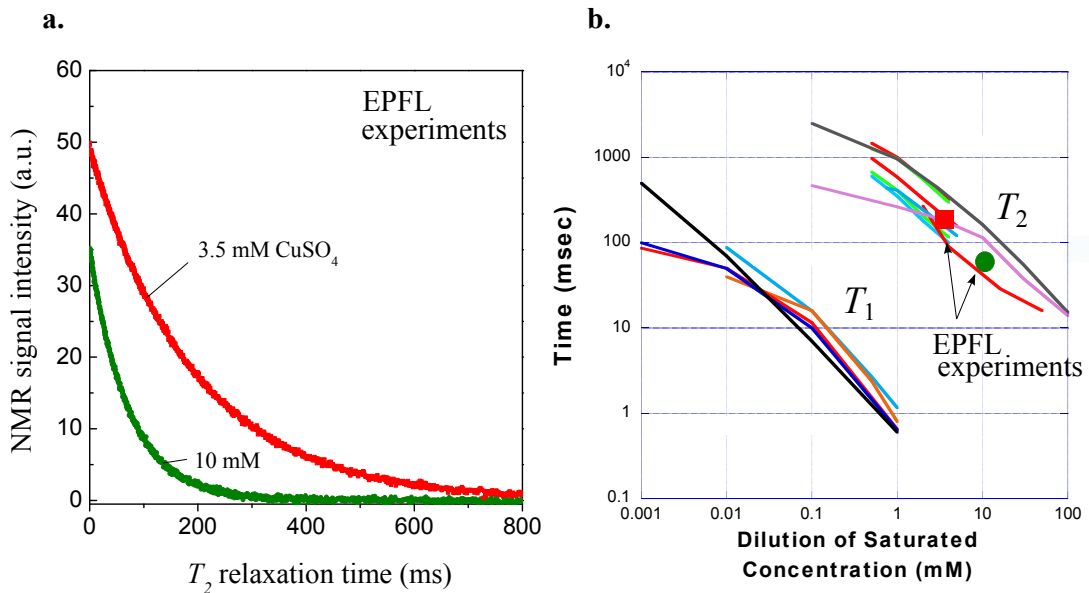 a.
60
50
40
30
20
10
0
NMR signal intensity (a.u.)
EPFL
experiments
3.5 mM CuSO4
10 mM
0 200 400 600 800
T2 relaxation time (ms)
b.
10^4
1000
100
10
1
0.1
Time (msec)
T2
T1
EPFL
experiments
0.001 0.01 0.1 1 10 100
Dilution of Saturated
Concentration (mM)